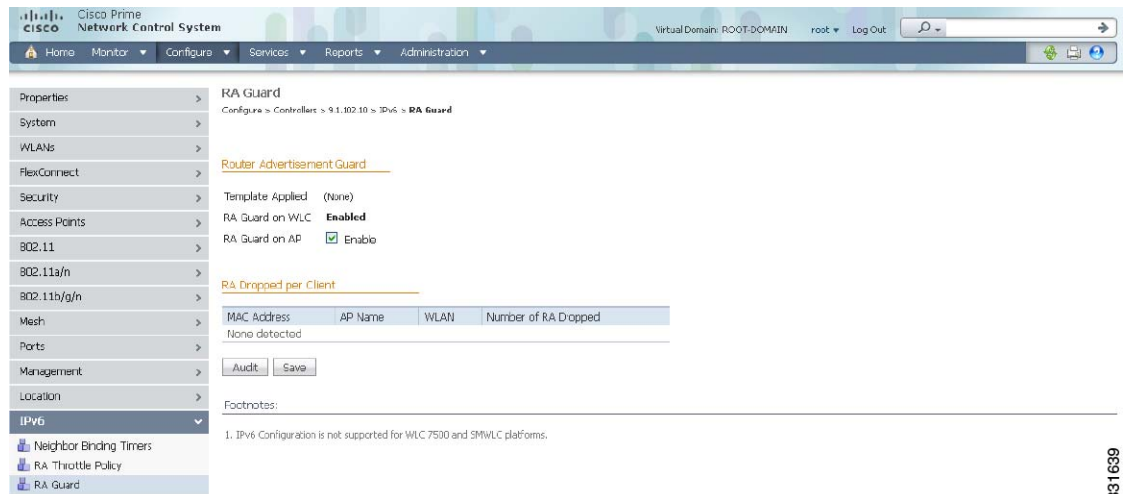 Cisco Prime
CISCO Network Control System
Virtual Domain: ROOT-DOMAIN root Log Out
Home Monitor Configure Services Reports Administration
Properties
System
WLANs
FlexConnect
Security
Access Points
802.11
802.11a/n
802.11b/g/n
Mesh
Ports
Management
Location
IPv6
Neighbor Binding Timers
RA Throttle Policy
RA Guard
RA Guard
Configure > Controllers > 9.1.102.10 > IPv6 > RA Guard
Router Advertisement Guard
Template Applied (None)
RA Guard on WLC Enabled
RA Guard on AP Enable
RA Dropped per Client
MAC Address AP Name WLAN Number of RA Dropped
None detected
Audit Save
Footnotes:
1. IPv6 Configuration is not supported for WLC 7500 and SMWLC platforms.
331639